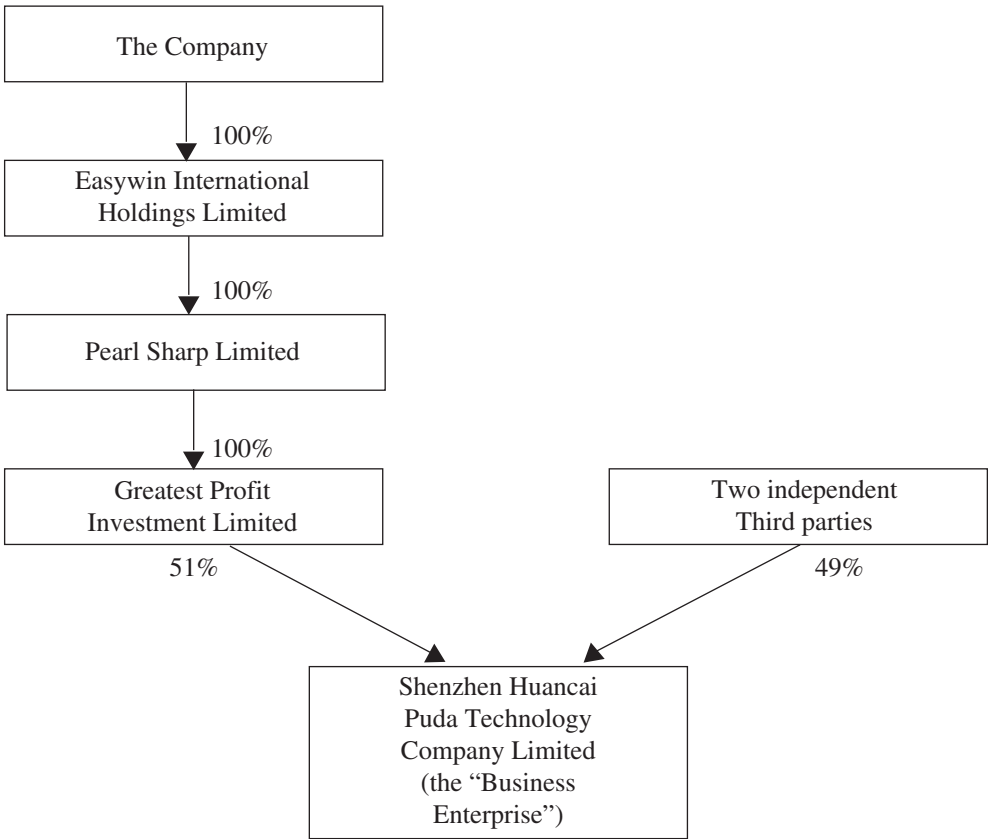 The Company
100%
Easywin International
Holdings Limited
100%
Pearl Sharp Limited
100%
Greatest Profit
Investment Limited
Two independent
Third parties
51%
49%
Shenzhen Huancai
Puda Technology
Company Limited
(the “Business
Enterprise”)